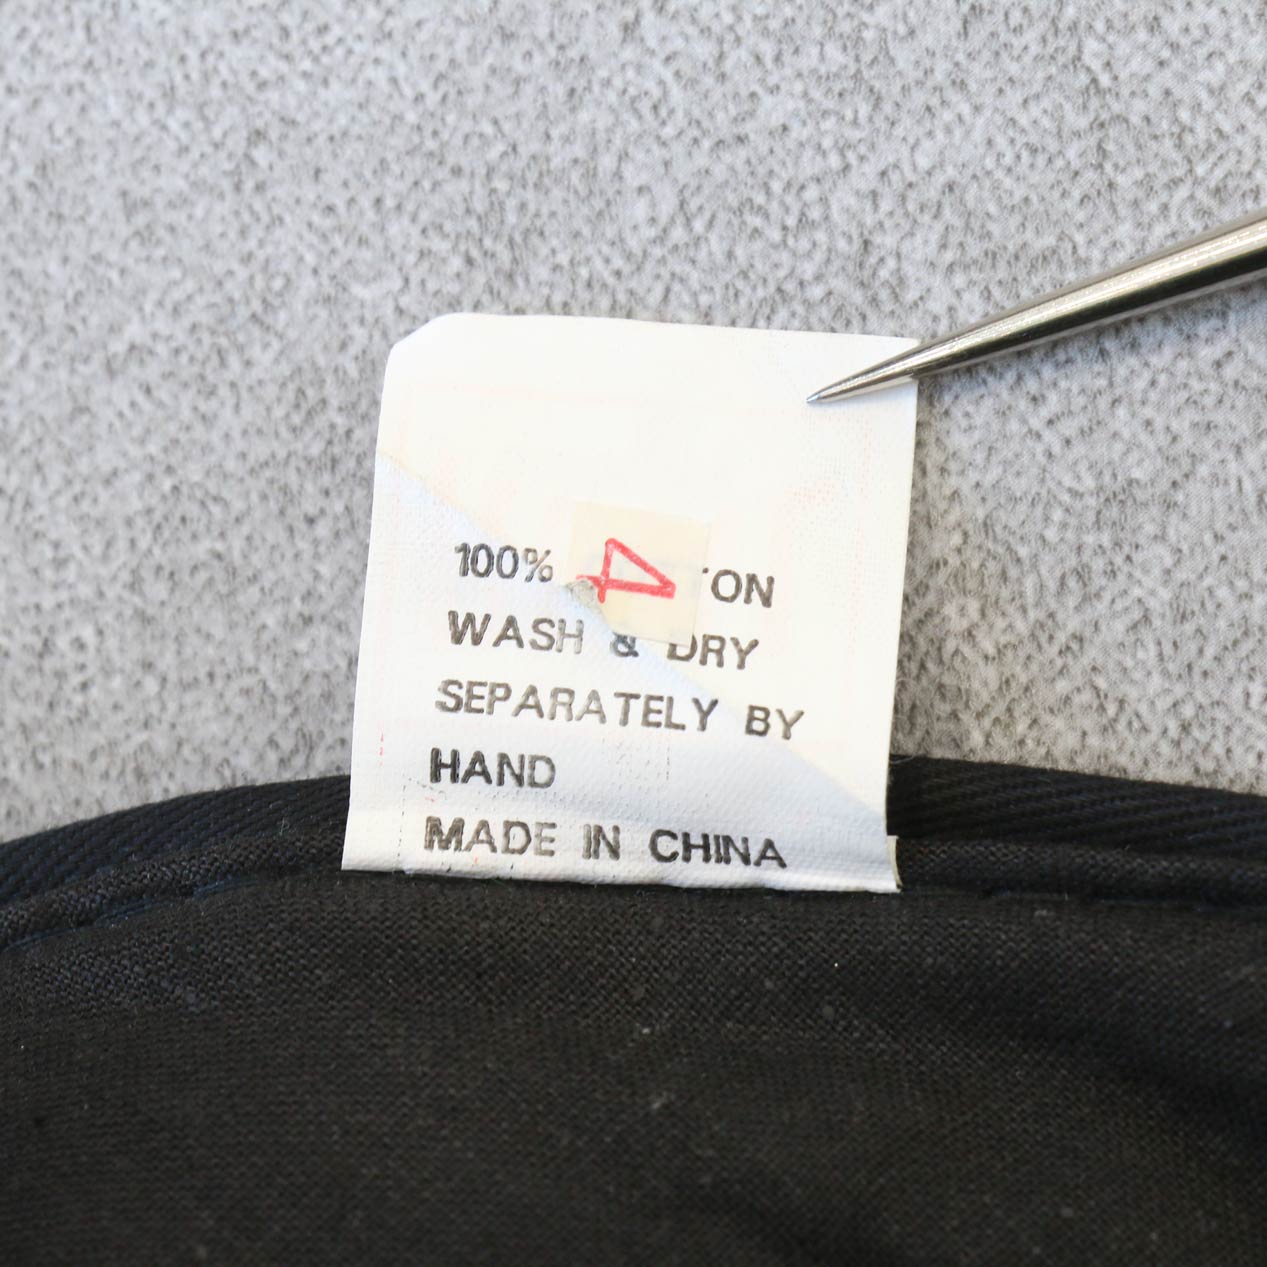 100% 4 TON
WASH & DRY
SEPARATELY BY
HAND
MADE IN CHINA